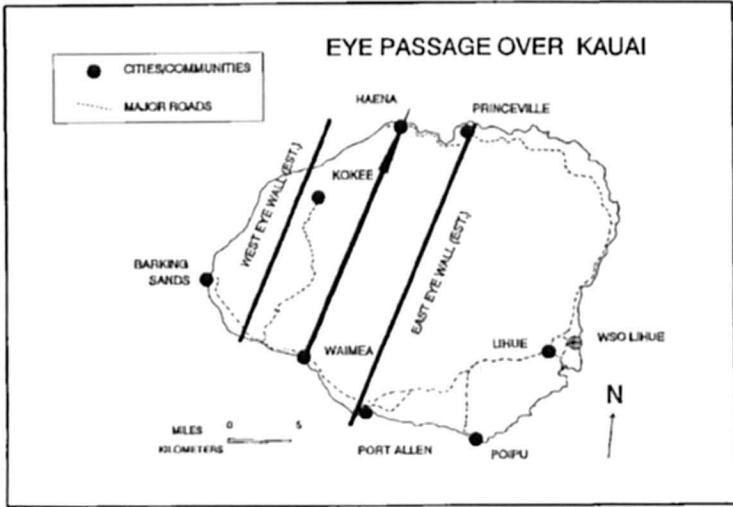 EYE PASSAGE OVER KAUAI
CITIES/COMMUNITIES
MAJOR ROADS
HAENA
PRINCEVILLE
WEST EYE WALL (EST.)
KOKEE
EAST EYE WALL (EST.)
BARKING
SANDS
WAIMEA
LIHUE
WSO LIHUE
N
MILES
0 5
KILOMETERS
PORT ALLEN
POIPU